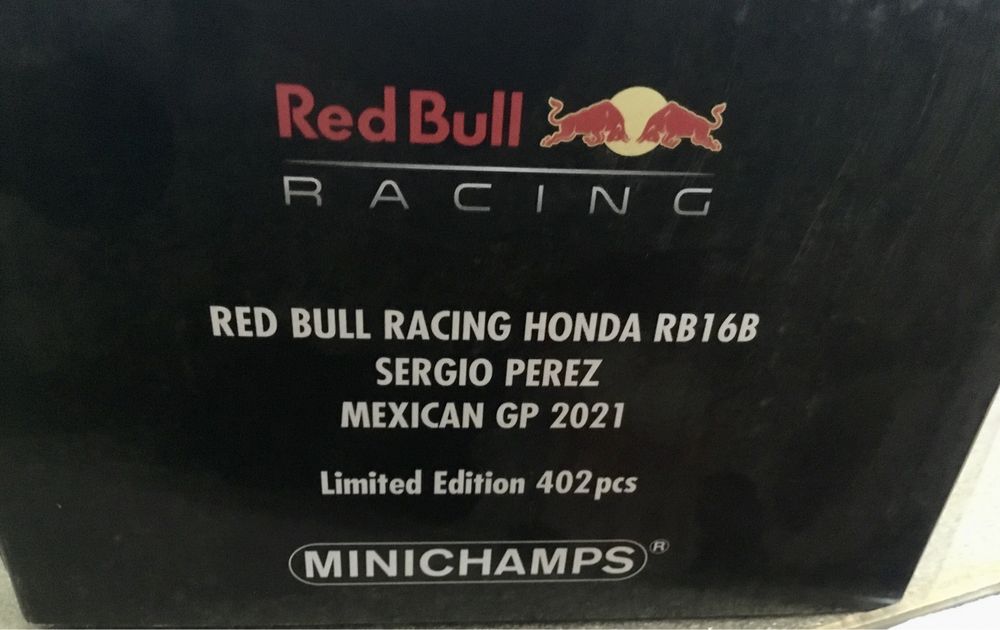 Red Bull
RACING
RED BULL RACING HONDA RB16B
SERGIO PEREZ
MEXICAN GP 2021
Limited Edition 402pcs
MINICHAMPS®